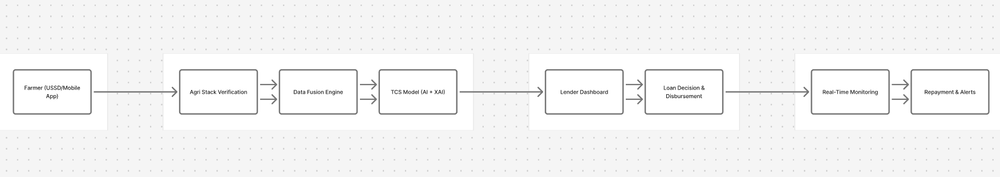 Farmer (USSD/Mobile
App)
Agri Stack Verification
Data Fusion Engine
TCS Model (AI + XAI)
Lender Dashboard
Loan Decision &
Disbursement
Real-Time Monitoring
Repayment & Alerts